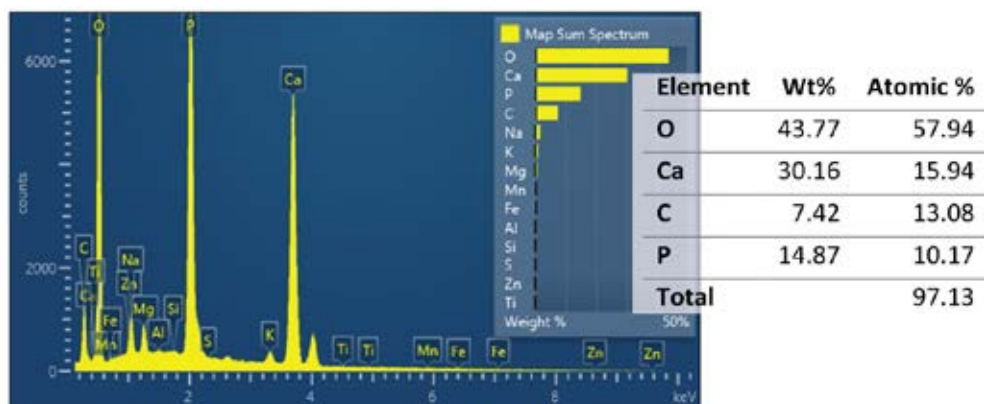 O
P
Map Sum Spectrum
6000
Ca
counts
O
Ca
P
C
Na
K
Mg
Mn
Fe
Al
Si
S
Zn
Ti
Weight %
50%
C
Na
2000
Ti
Zn
Ca
Mg
Si
Fe
Mn
Al
S
K
Ti
Ti
Mn
Fe
Fe
Zn
Zn
0
2
4
6
8
keV
Element Wt% Atomic %
O 43.77 57.94
Ca 30.16 15.94
C 7.42 13.08
P 14.87 10.17
Total 97.13